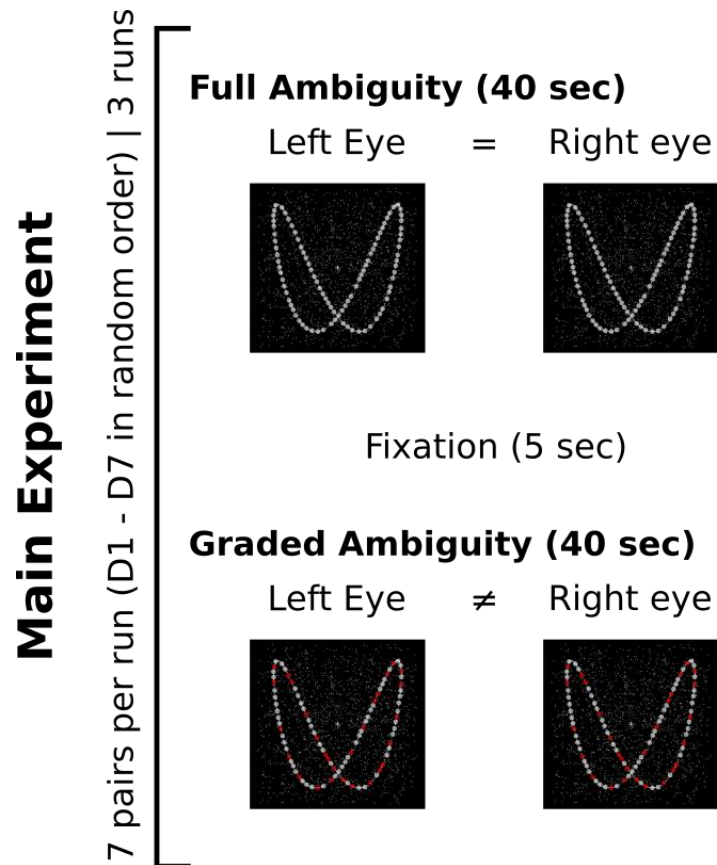 Main Experiment
7 pairs per run (D1 - D7 in random order) | 3 runs
Full Ambiguity (40 sec)
Left Eye = Right eye
Fixation (5 sec)
Graded Ambiguity (40 sec)
Left Eye ≠ Right eye